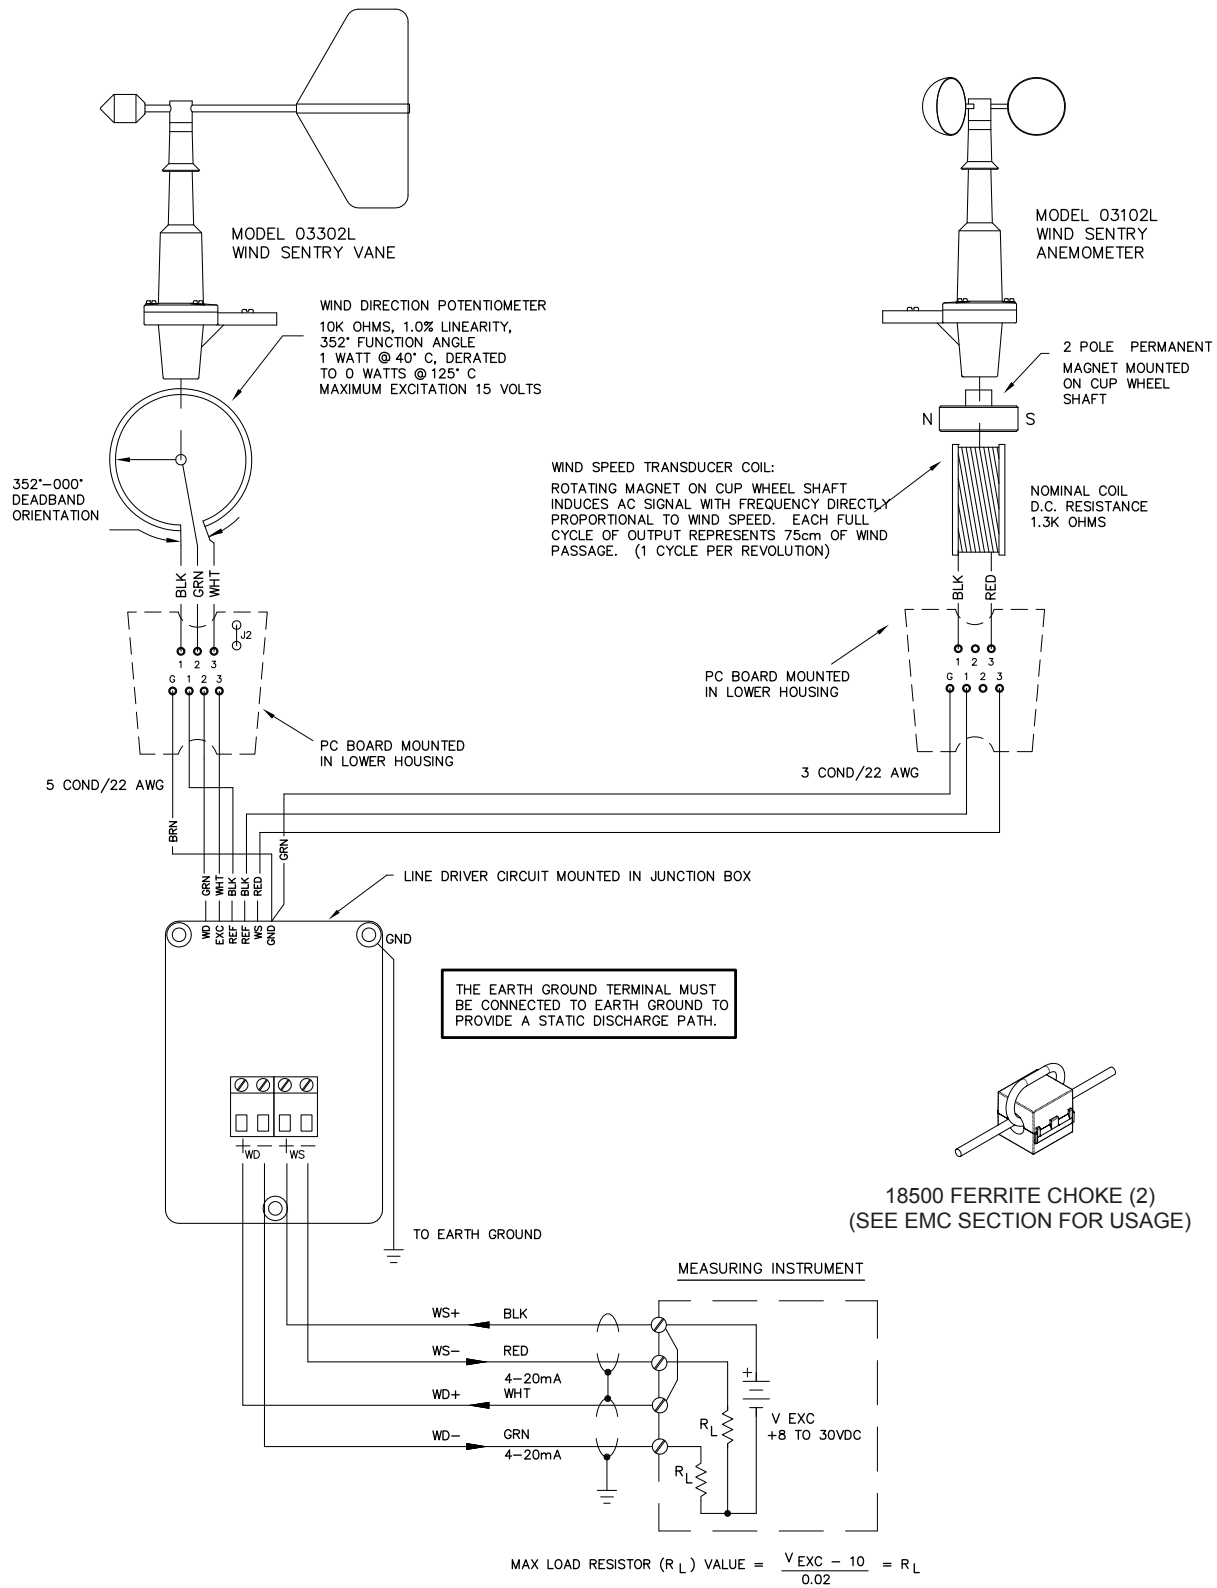 MODEL 03302L
WIND SENTRY VANE
MODEL 03102L
WIND SENTRY
ANEMOMETER
WIND DIRECTION POTENTIOMETER
10K OHMS, 1.0% LINEARITY,
352° FUNCTION ANGLE
1 WATT @ 40° C, DERATED
TO 0 WATTS @ 125° C
MAXIMUM EXCITATION 15 VOLTS
2 POLE PERMANENT
MAGNET MOUNTED
ON CUP WHEEL
SHAFT
N
S
352°-000°
DEADBAND
ORIENTATION
WIND SPEED TRANSDUCER COIL:
ROTATING MAGNET ON CUP WHEEL SHAFT
INDUCES AC SIGNAL WITH FREQUENCY DIRECTLY
PROPORTIONAL TO WIND SPEED. EACH FULL
CYCLE OF OUTPUT REPRESENTS 75cm OF WIND
PASSAGE. (1 CYCLE PER REVOLUTION)
NOMINAL COIL
D.C. RESISTANCE
1.3K OHMS
BLK
GRN
WHT
BLK
RED
J2
1 2 3
G 1 2 3
1 2 3
G 1 2 3
PC BOARD MOUNTED
IN LOWER HOUSING
PC BOARD MOUNTED
IN LOWER HOUSING
5 COND/22 AWG
3 COND/22 AWG
BRN
GRN
GRN
WHT
BLK
BLK
RED
LINE DRIVER CIRCUIT MOUNTED IN JUNCTION BOX
WD
EXC
REF
REF
WS
GND
GND
THE EARTH GROUND TERMINAL MUST
BE CONNECTED TO EARTH GROUND TO
PROVIDE A STATIC DISCHARGE PATH.
+ − + −
WD WS
TO EARTH GROUND
18500 FERRITE CHOKE (2)
(SEE EMC SECTION FOR USAGE)
MEASURING INSTRUMENT
WS+ BLK
WS− RED
4−20mA
WD+ WHT
WD− GRN
4−20mA
+
V EXC
+8 TO 30VDC
RL
RL
MAX LOAD RESISTOR (RL) VALUE = V EXC − 10 / 0.02 = RL